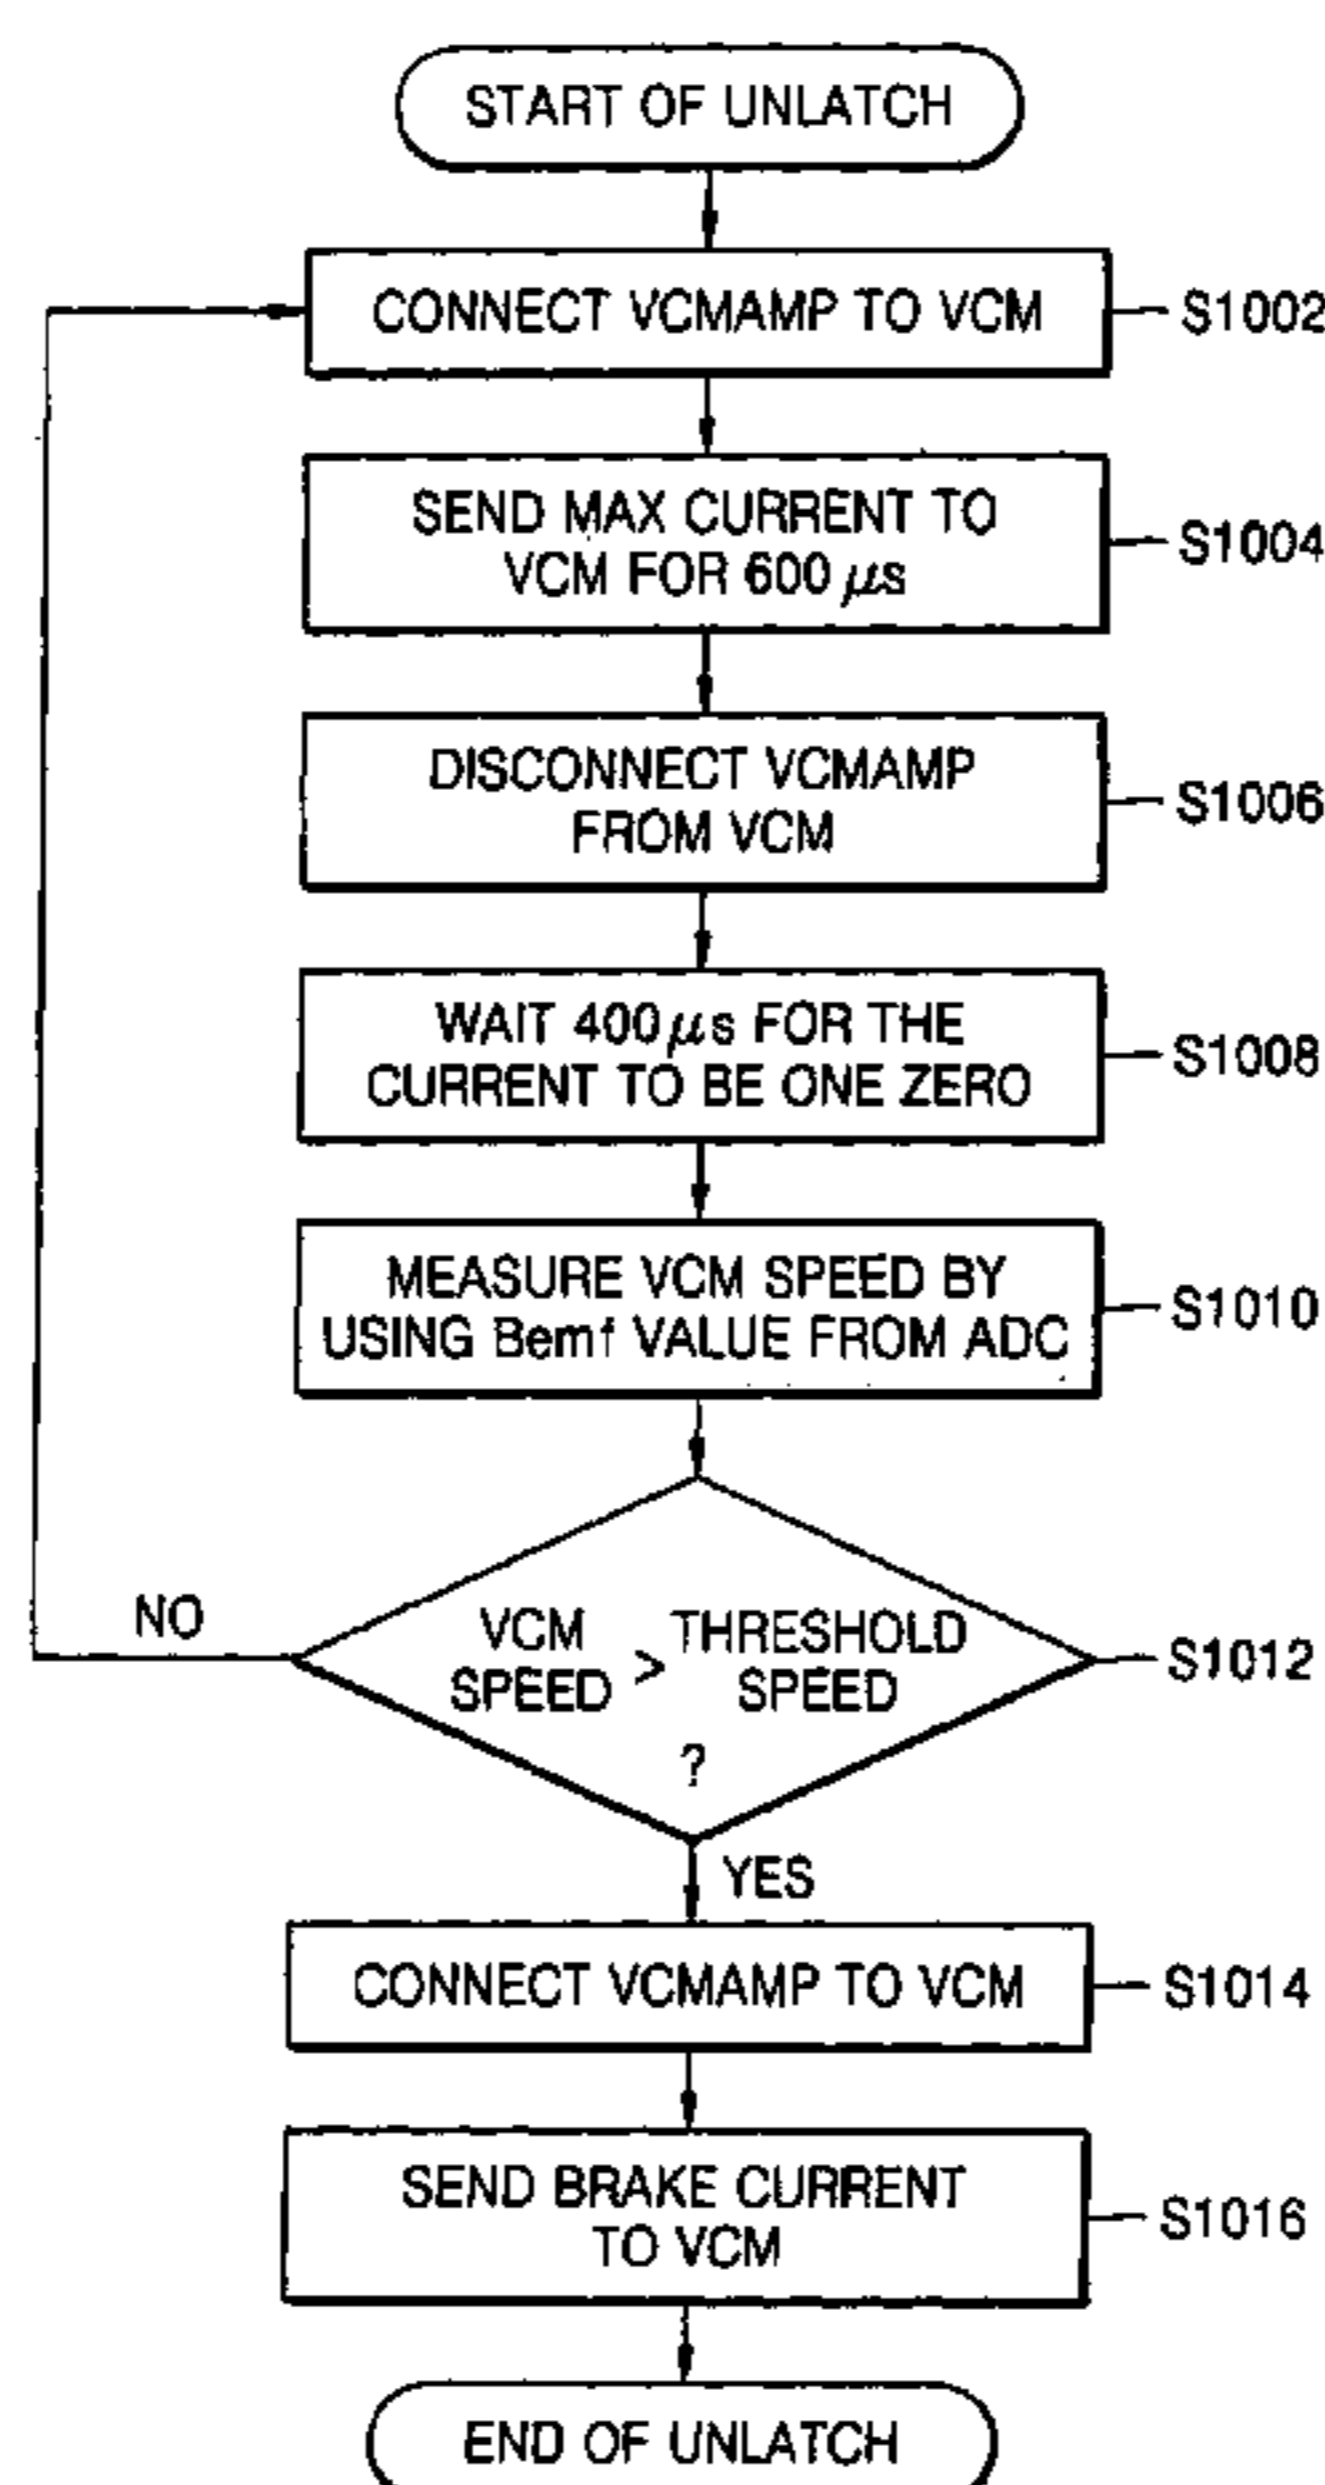 START OF UNLATCH
CONNECT VCMAMP TO VCM
S1002
SEND MAX CURRENT TO
VCM FOR 600 μs
S1004
DISCONNECT VCMAMP
FROM VCM
S1006
WAIT 400 μs FOR THE
CURRENT TO BE ONE ZERO
S1008
MEASURE VCM SPEED BY
USING Bemf VALUE FROM ADC
S1010
NO
VCM SPEED > THRESHOLD SPEED
?
S1012
YES
CONNECT VCMAMP TO VCM
S1014
SEND BRAKE CURRENT
TO VCM
S1016
END OF UNLATCH